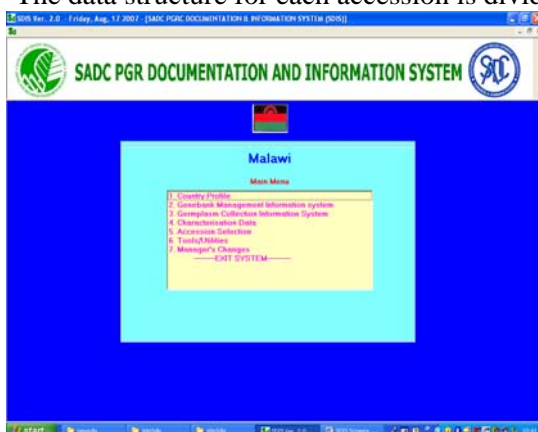 The data structure for each accession is divid
SDIS Ver. 2.0 - Friday, Aug, 17 2007 - [SADC PGRC DOCUMENTATION & INFORMATION SYSTEM (SDIS)]
SADC PGR DOCUMENTATION AND INFORMATION SYSTEM
Malawi
Main Menu
1. Country Profile
2. Genebank Management Information system
3. Germplasm Collection Information System
4. Characterisation Data
5. Accession Selection
6. Tools/Utilities
7. Manager's Changes
-------EXIT SYSTEM-------
start